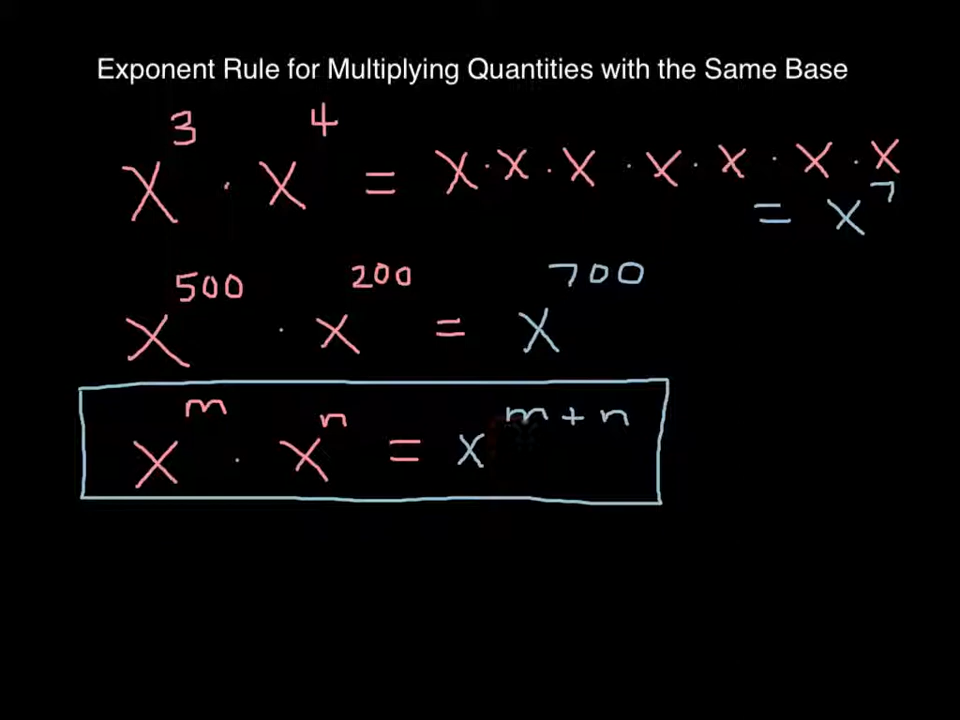 Exponent Rule for Multiplying Quantities with the Same Base
x³ · x⁴ = x · x · x · x · x · x · x
= x⁷
x⁵⁰⁰ · x²⁰⁰ = x⁷⁰⁰
xᵐ · xⁿ = xᵐ⁺ⁿ